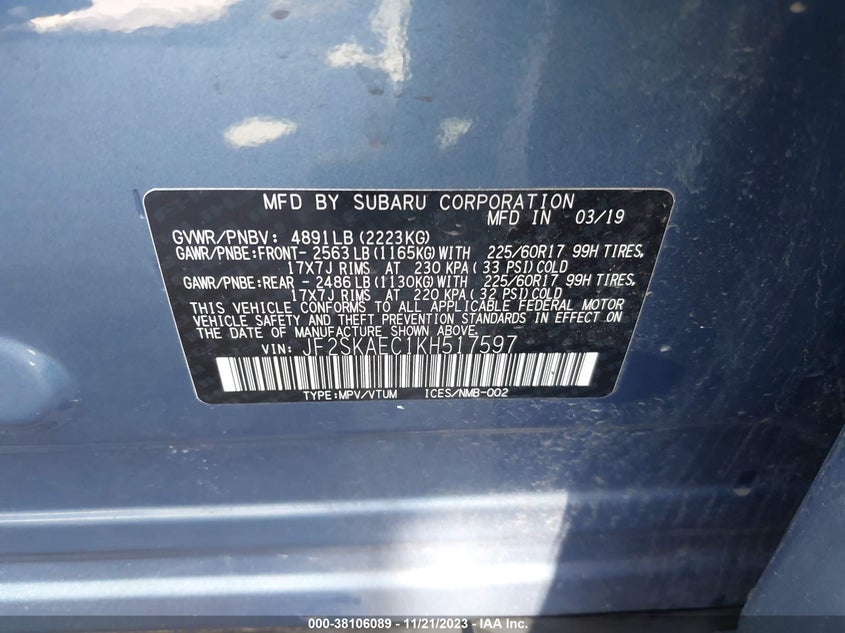 MFD BY SUBARU CORPORATION
MFD IN 03/19
GVWR/PNBV: 4891LB (2223KG)
GAWR/PNBE:FRONT- 2563LB (1165KG) WITH 225/60R17 99H TIRES,
17X7J RIMS AT 230 KPA ( 33 PSI) COLD
GAWR/PNBE:REAR - 2486LB (1130KG) WITH 225/60R17 99H TIRES,
17X7J RIMS AT 220 KPA ( 32 PSI) COLD
THIS VEHICLE CONFORMS TO ALL APPLICABLE FEDERAL MOTOR
VEHICLE SAFETY AND THEFT PREVENTION STANDARDS IN EFFECT ON
THE DATE OF MANUFACTURE SHOWN ABOVE.
VIN: JF2SKAEC1KH517597
TYPE:MPV/VTUM ICES/NMB-002
000-38106089 - 11/21/2023 - IAA Inc.